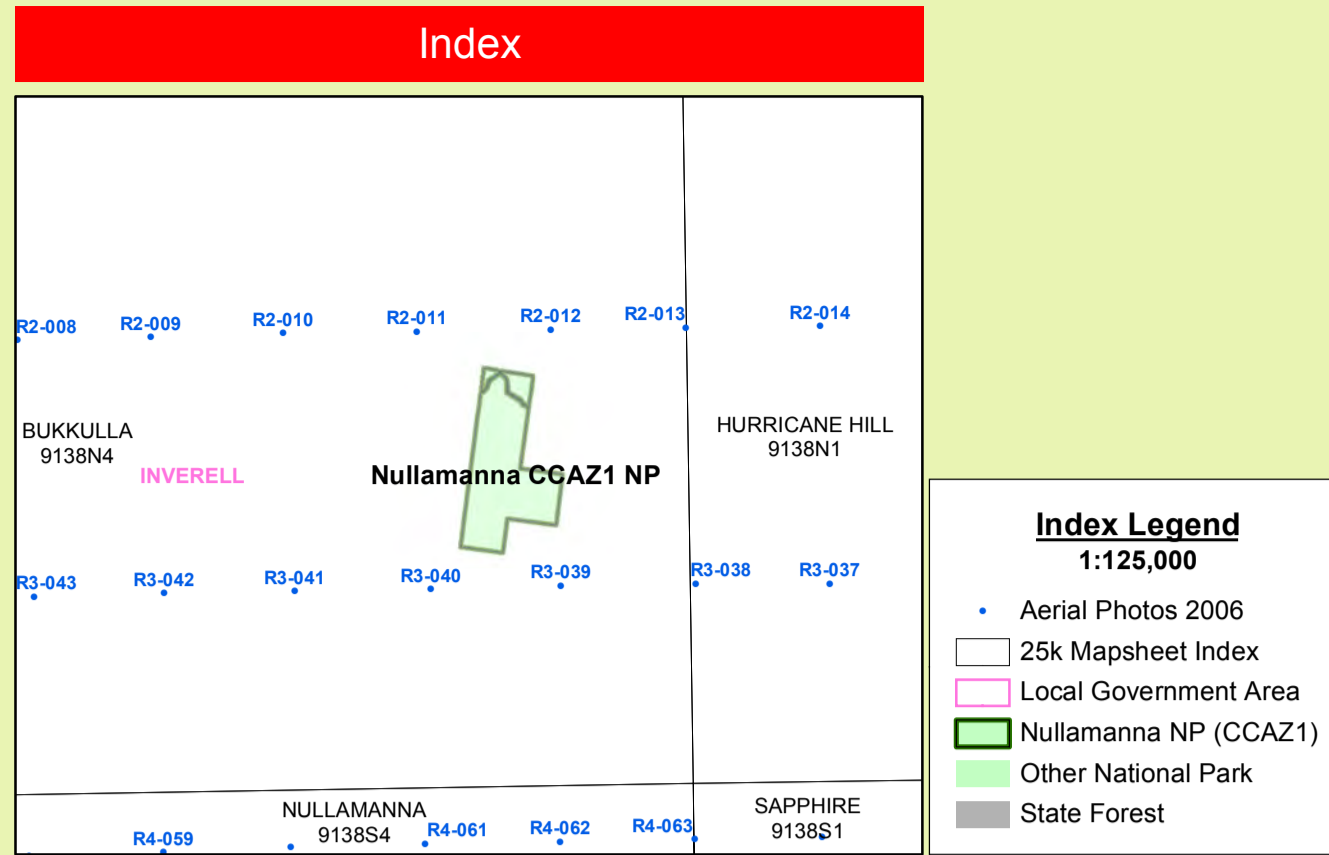 Index
R2-008 R2-009 R2-010 R2-011 R2-012 R2-013 R2-014
BUKKULLA
9138N4
HURRICANE HILL
9138N1
INVERELL
Nullamanna CCAZ1 NP
R3-043 R3-042 R3-041 R3-040 R3-039 R3-038 R3-037
NULLAMANNA
9138S4
SAPPHIRE
9138S1
R4-059 R4-061 R4-062 R4-063
Index Legend
1:125,000
Aerial Photos 2006
25k Mapsheet Index
Local Government Area
Nullamanna NP (CCAZ1)
Other National Park
State Forest